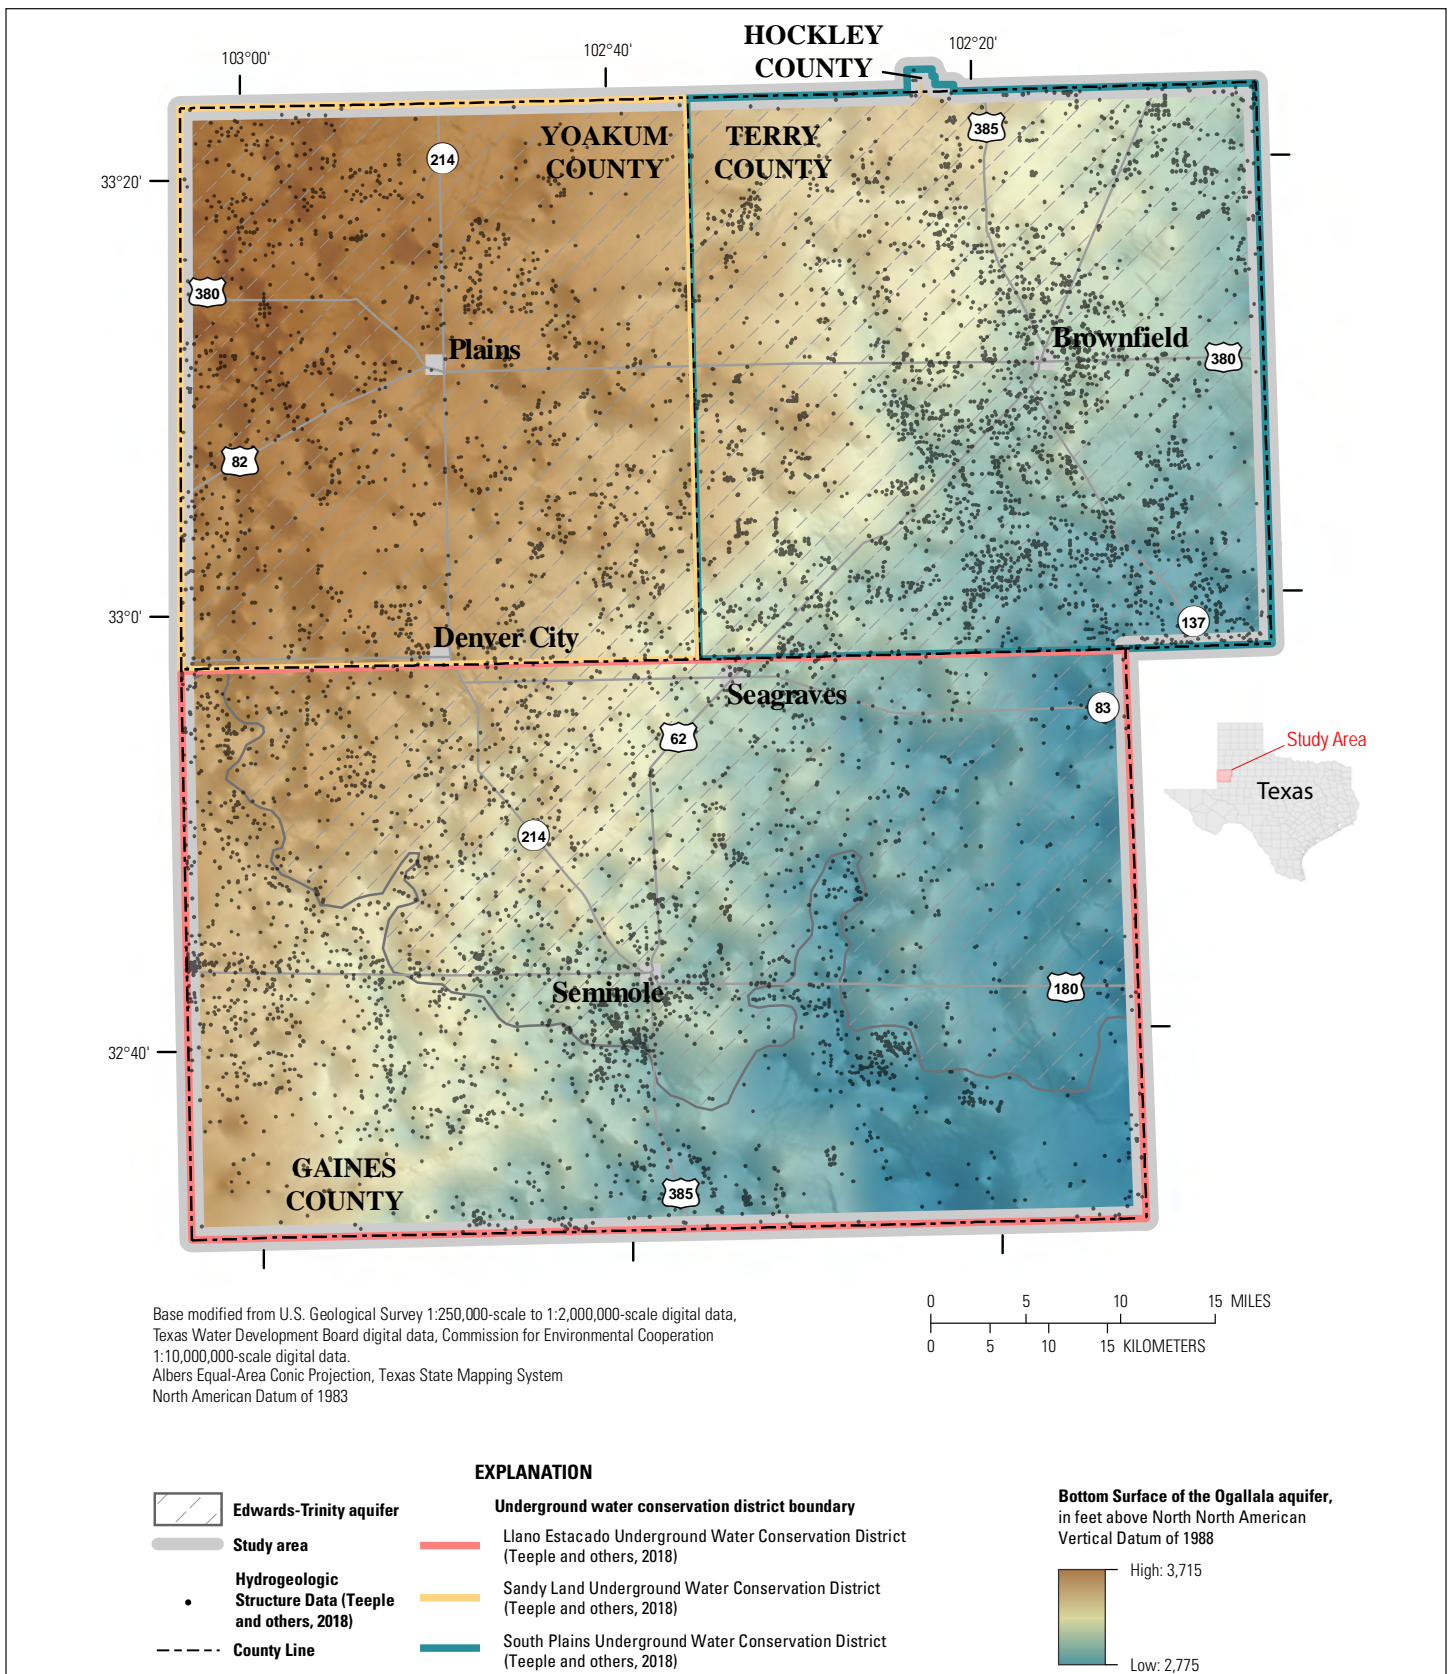 HOCKLEY
COUNTY
103°00'
102°40'
102°20'
YOAKUM
COUNTY
TERRY
COUNTY
385
214
33°20'
380
Plains
Brownfield
380
82
33°0'
Denver City
137
Seagraves
83
62
Study Area
Texas
214
Seminole
180
32°40'
GAINES
COUNTY
385
Base modified from U.S. Geological Survey 1:250,000-scale to 1:2,000,000-scale digital data,
Texas Water Development Board digital data, Commission for Environmental Cooperation
1:10,000,000-scale digital data.
Albers Equal-Area Conic Projection, Texas State Mapping System
North American Datum of 1983
0 5 10 15 MILES
0 5 10 15 KILOMETERS
EXPLANATION
Edwards-Trinity aquifer
Study area
Hydrogeologic
Structure Data (Teeple
and others, 2018)
County Line
Underground water conservation district boundary
Llano Estacado Underground Water Conservation District
(Teeple and others, 2018)
Sandy Land Underground Water Conservation District
(Teeple and others, 2018)
South Plains Underground Water Conservation District
(Teeple and others, 2018)
Bottom Surface of the Ogallala aquifer,
in feet above North North American
Vertical Datum of 1988
High: 3,715
Low: 2,775